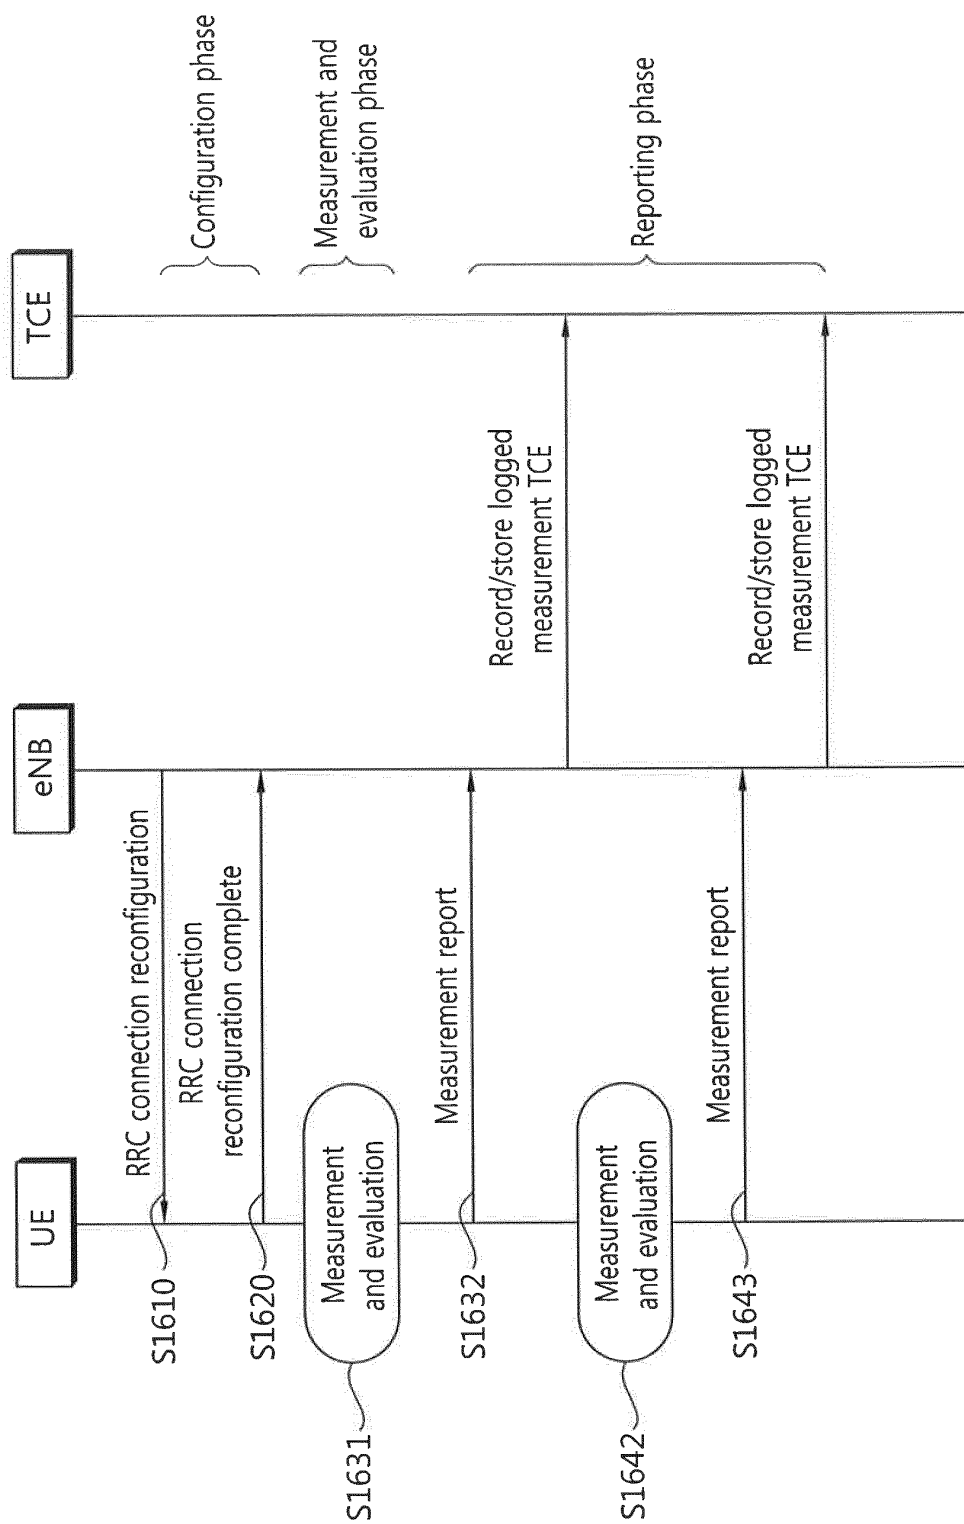 UE
eNB
TCE
RRC connection reconfiguration
S1610
RRC connection
reconfiguration complete
S1620
Configuration phase
Measurement
and evaluation
S1631
Measurement and
evaluation phase
Measurement report
S1632
Record/store logged
measurement TCE
Reporting phase
Measurement
and evaluation
S1642
Measurement report
S1643
Record/store logged
measurement TCE